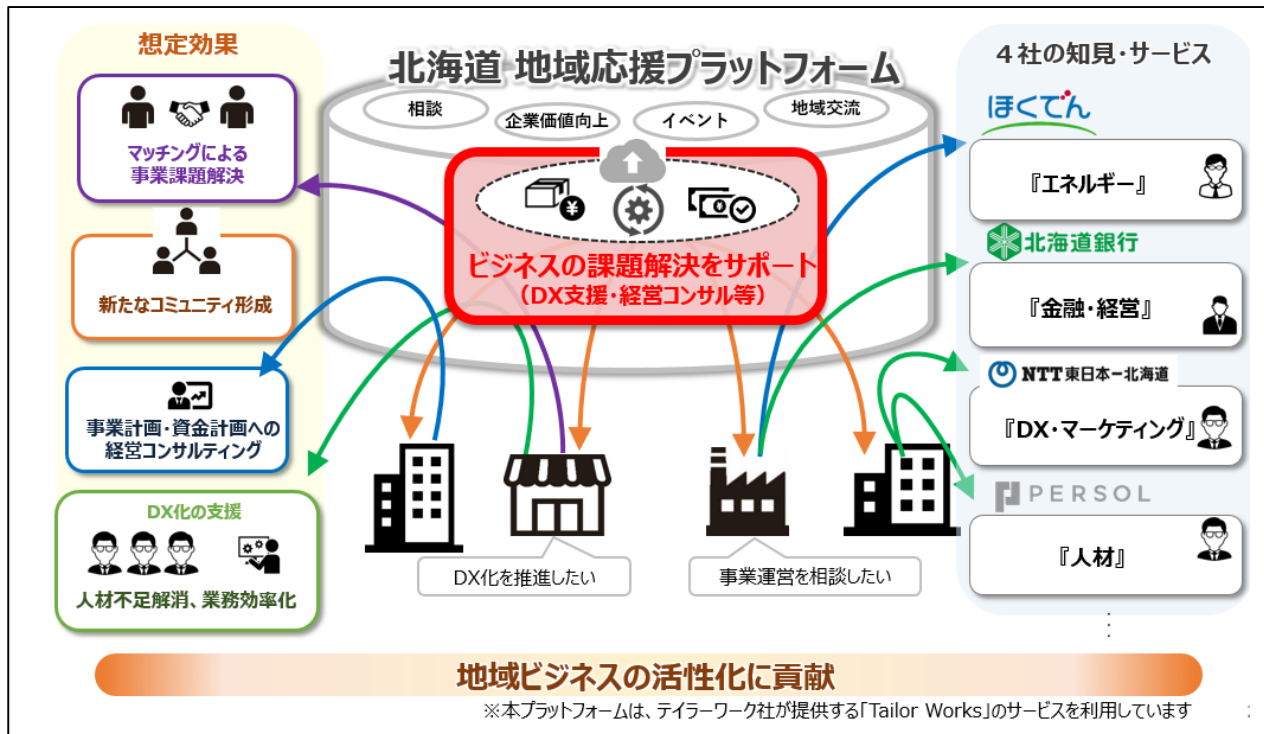 想定効果
マッチングによる
事業課題解決
新たなコミュニティ形成
事業計画・資金計画への
経営コンサルティング
DX化の支援
人材不足解消、業務効率化
北海道 地域応援プラットフォーム
相談
企業価値向上
イベント
地域交流
¥
ビジネスの課題解決をサポート
（DX支援・経営コンサル等）
DX化を推進したい
事業運営を相談したい
４社の知見・サービス
ほくでん
『エネルギー』
北海道銀行
『金融・経営』
NTT東日本ー北海道
『DX・マーケティング』
PERSOL
『人材』
⋮
地域ビジネスの活性化に貢献
※本プラットフォームは、テイラーワーク社が提供する「Tailor Works」のサービスを利用しています